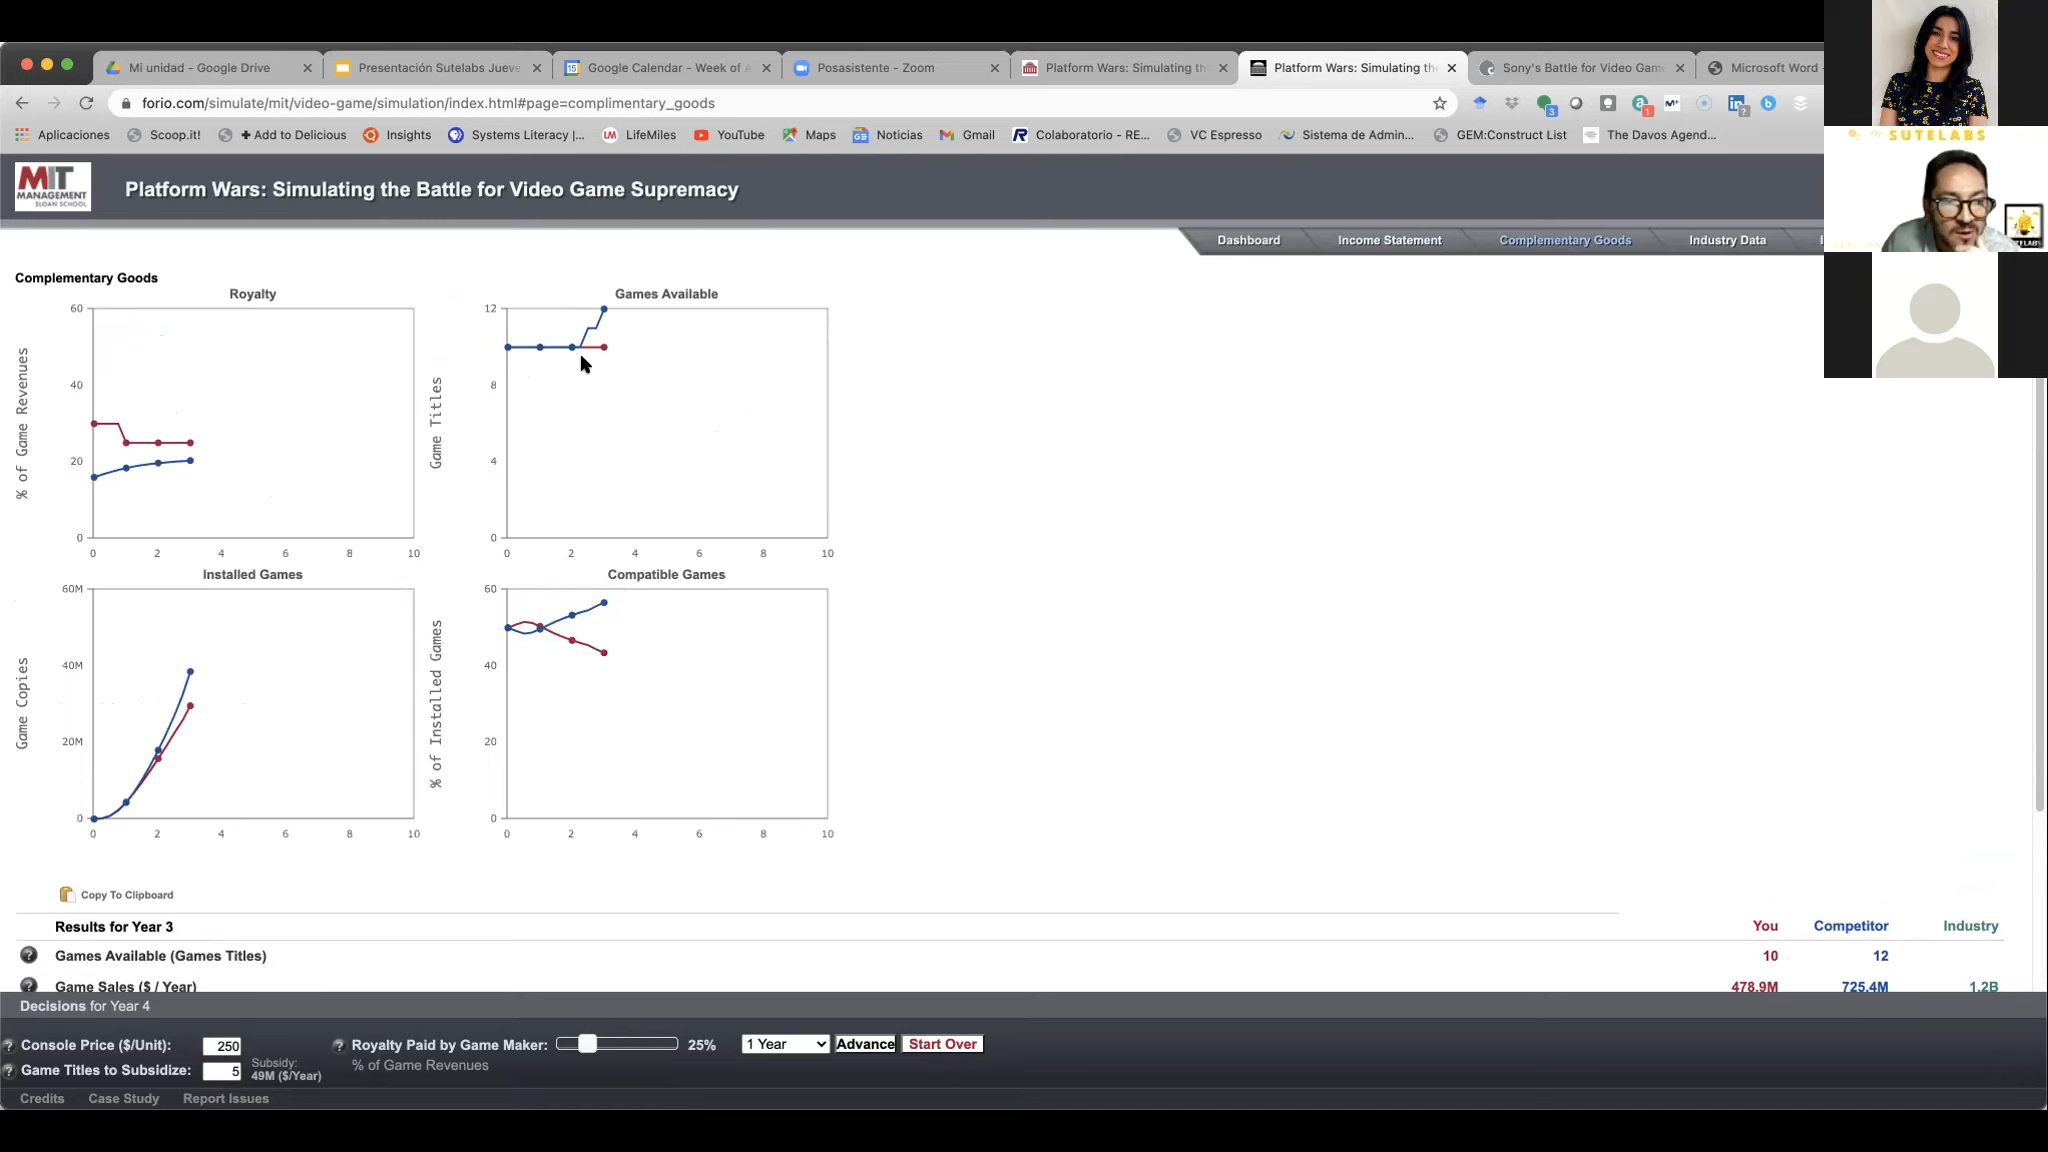 Mi unidad - Google Drive
Presentación Sutelabs Jueve
Google Calendar - Week of A
Posasistente - Zoom
Platform Wars: Simulating th
Platform Wars: Simulating the
Sony's Battle for Video Gam
Microsoft Word -
forio.com/simulate/mit/video-game/simulation/index.html#page=complimentary_goods
Aplicaciones
Scoop.it!
+ Add to Delicious
Insights
Systems Literacy |...
LifeMiles
YouTube
Maps
Noticias
Gmail
Colaboratorio - RE...
VC Espresso
Sistema de Admin...
GEM:Construct List
The Davos Agend...
SUTELABS
MIT
MANAGEMENT
SLOAN SCHOOL
Platform Wars: Simulating the Battle for Video Game Supremacy
Dashboard
Income Statement
Complementary Goods
Industry Data
Complementary Goods
Royalty
% of Game Revenues
60
40
20
0
0 2 4 6 8 10
Games Available
Game Titles
12
8
4
0
0 2 4 6 8 10
Installed Games
Game Copies
60M
40M
20M
0
0 2 4 6 8 10
Compatible Games
% of Installed Games
60
40
20
0
0 2 4 6 8 10
Copy To Clipboard
Results for Year 3 You Competitor Industry
Games Available (Games Titles) 10 12
Game Sales ($ / Year) 478.9M 725.4M 1.2B
Decisions for Year 4
Console Price ($/Unit): 250
Game Titles to Subsidize: 5
Subsidy:
49M ($/Year)
Royalty Paid by Game Maker: 25%
% of Game Revenues
1 Year
Advance
Start Over
Credits
Case Study
Report Issues